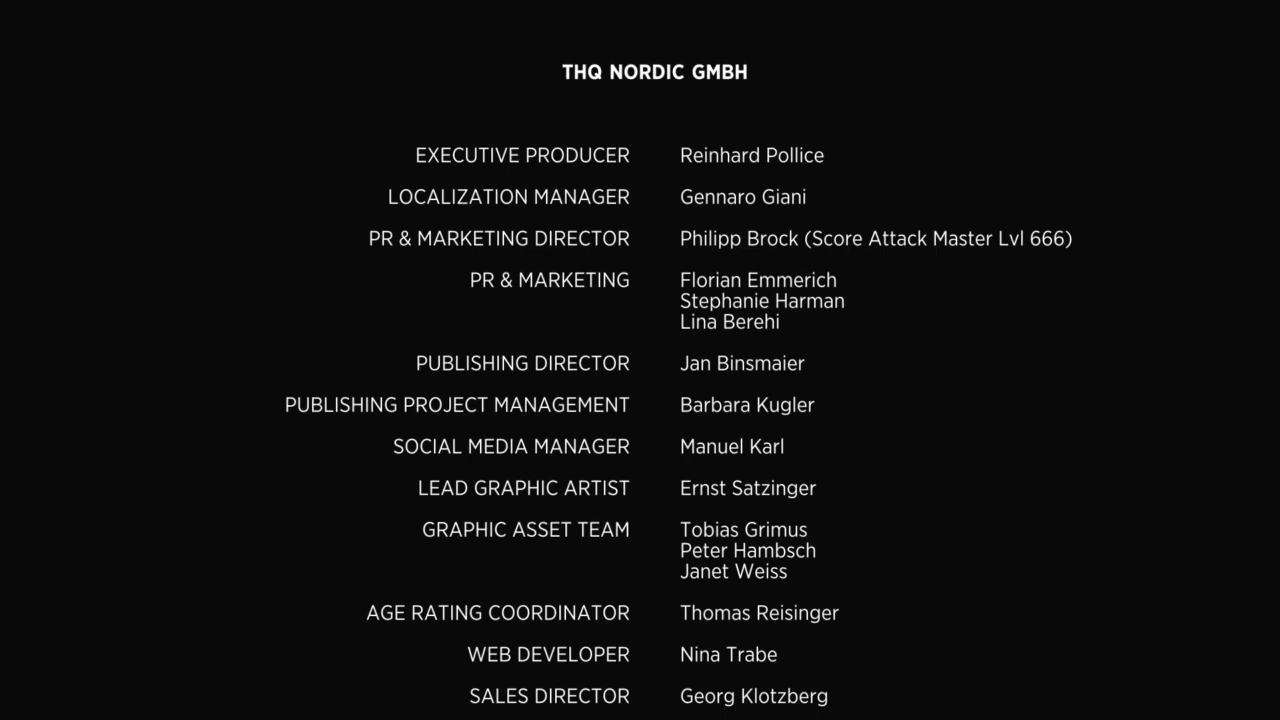 THQ NORDIC GMBH
EXECUTIVE PRODUCER Reinhard Pollice
LOCALIZATION MANAGER Gennaro Giani
PR & MARKETING DIRECTOR Philipp Brock (Score Attack Master Lvl 666)
PR & MARKETING Florian Emmerich
Stephanie Harman
Lina Berehi
PUBLISHING DIRECTOR Jan Binsmaier
PUBLISHING PROJECT MANAGEMENT Barbara Kugler
SOCIAL MEDIA MANAGER Manuel Karl
LEAD GRAPHIC ARTIST Ernst Satzinger
GRAPHIC ASSET TEAM Tobias Grimus
Peter Hambsch
Janet Weiss
AGE RATING COORDINATOR Thomas Reisinger
WEB DEVELOPER Nina Trabe
SALES DIRECTOR Georg Klotzberg